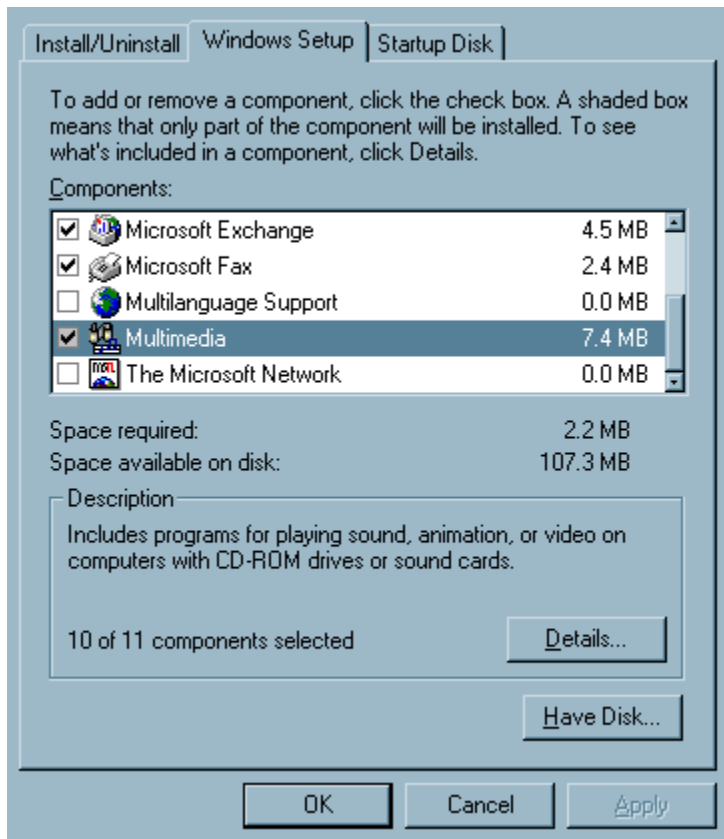 Install/Uninstall Windows Setup Startup Disk
To add or remove a component, click the check box. A shaded box
means that only part of the component will be installed. To see
what's included in a component, click Details.
Components:
Microsoft Exchange 4.5 MB
Microsoft Fax 2.4 MB
Multilanguage Support 0.0 MB
Multimedia 7.4 MB
msn The Microsoft Network 0.0 MB
Space required: 2.2 MB
Space available on disk: 107.3 MB
Description
Includes programs for playing sound, animation, or video on
computers with CD-ROM drives or sound cards.
10 of 11 components selected Details...
Have Disk...
OK Cancel Apply